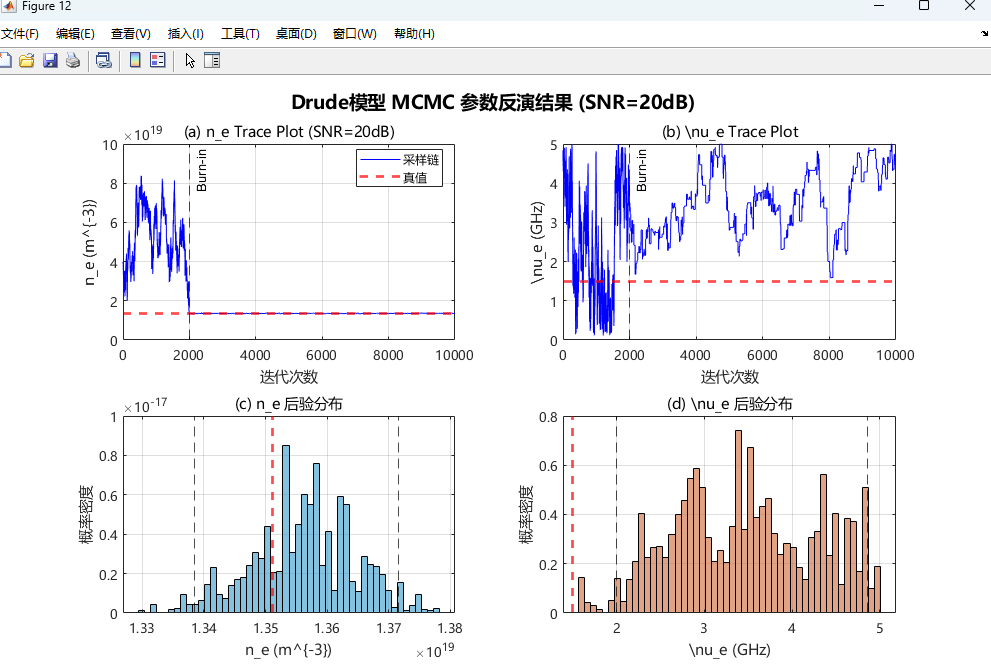 Figure 12
文件(F) 编辑(E) 查看(V) 插入(I) 工具(T) 桌面(D) 窗口(W) 帮助(H)
Drude模型 MCMC 参数反演结果 (SNR=20dB)
(a) n_e Trace Plot (SNR=20dB)
×10^19
n_e (m^{-3})
10
8
6
4
2
0
Burn-in
采样链
真值
0 2000 4000 6000 8000 10000
迭代次数
(b) \nu_e Trace Plot
\nu_e (GHz)
5
4
3
2
1
0
Burn-in
0 2000 4000 6000 8000 10000
迭代次数
(c) n_e 后验分布
×10^-17
概率密度
1
0.8
0.6
0.4
0.2
0
1.33 1.34 1.35 1.36 1.37 1.38
n_e (m^{-3})
×10^19
(d) \nu_e 后验分布
概率密度
0.8
0.6
0.4
0.2
0
2 3 4 5
\nu_e (GHz)